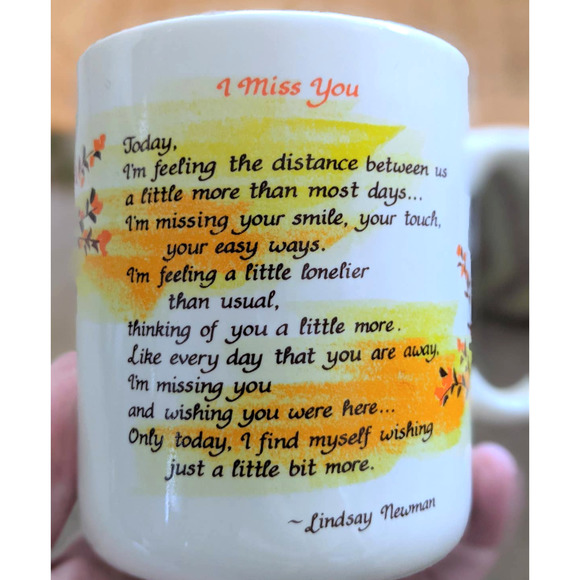 I Miss You
Today,
I'm feeling the distance between us
a little more than most days...
I'm missing your smile, your touch,
your easy ways.
I'm feeling a little lonelier
than usual,
thinking of you a little more.
Like every day that you are away,
I'm missing you
and wishing you were here...
Only today, I find myself wishing
just a little bit more.
~Lindsay Newman